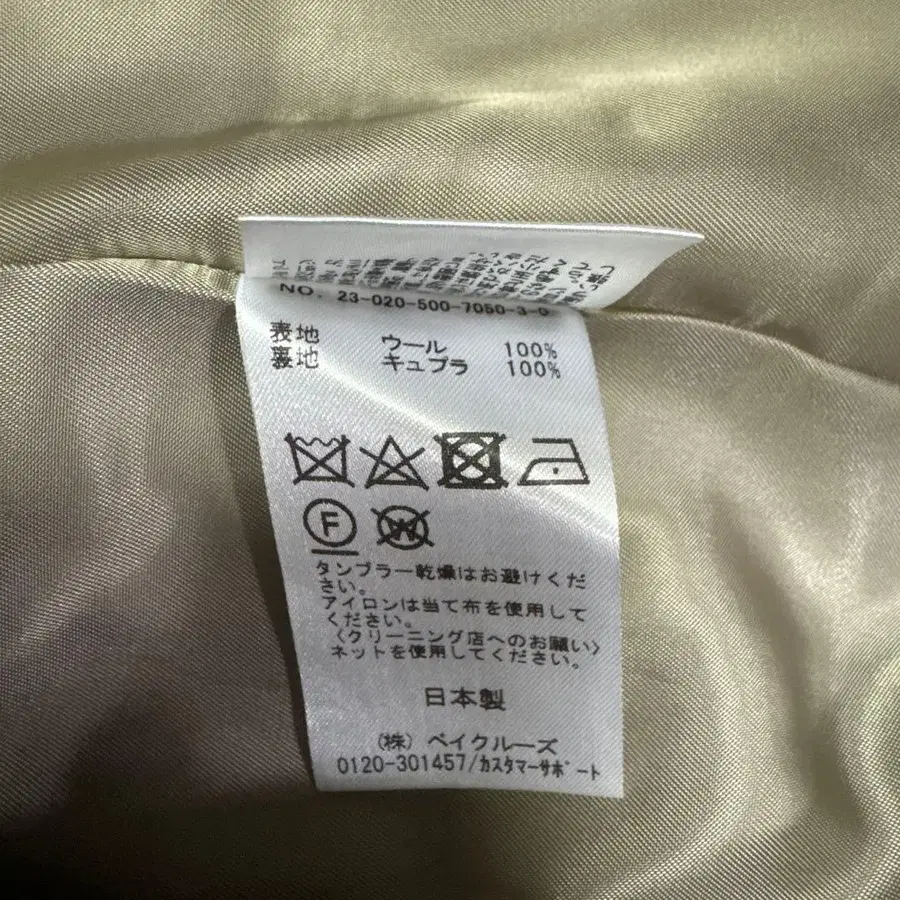 NO. 23-020-500-7050-3-0
表地 ウール 100%
裏地 キュプラ 100%
F
W
タンブラー乾燥はお避けくだ
さい。
アイロンは当て布を使用して
ください。
〈クリーニング店へのお願い〉
ネットを使用してください。
日本製
(株) ベイクルーズ
0120-301457/カスタマーサポート